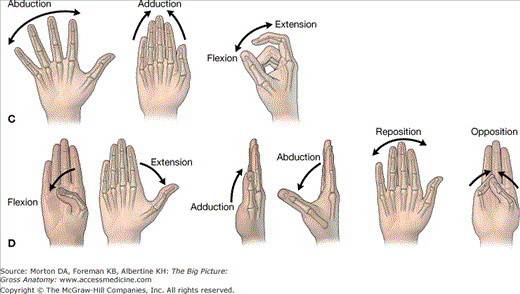 Abduction
Adduction
Extension
Flexion
C
Flexion
Extension
Adduction
Abduction
Reposition
Opposition
D
Source: Morton DA, Foreman KB, Albertine KH: The Big Picture:
Gross Anatomy: www.accessmedicine.com
Copyright © The McGraw-Hill Companies, Inc. All rights reserved.